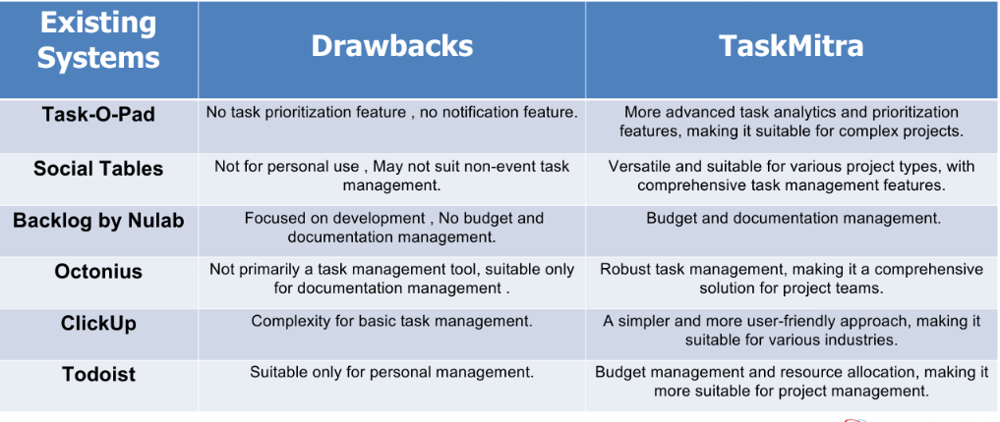 Existing
Systems
Drawbacks
TaskMitra
Task-O-Pad
No task prioritization feature , no notification feature.
More advanced task analytics and prioritization
features, making it suitable for complex projects.
Social Tables
Not for personal use , May not suit non-event task
management.
Versatile and suitable for various project types, with
comprehensive task management features.
Backlog by Nulab
Focused on development , No budget and
documentation management.
Budget and documentation management.
Octonius
Not primarily a task management tool, suitable only
for documentation management .
Robust task management, making it a comprehensive
solution for project teams.
ClickUp
Complexity for basic task management.
A simpler and more user-friendly approach, making it
suitable for various industries.
Todoist
Suitable only for personal management.
Budget management and resource allocation, making it
more suitable for project management.